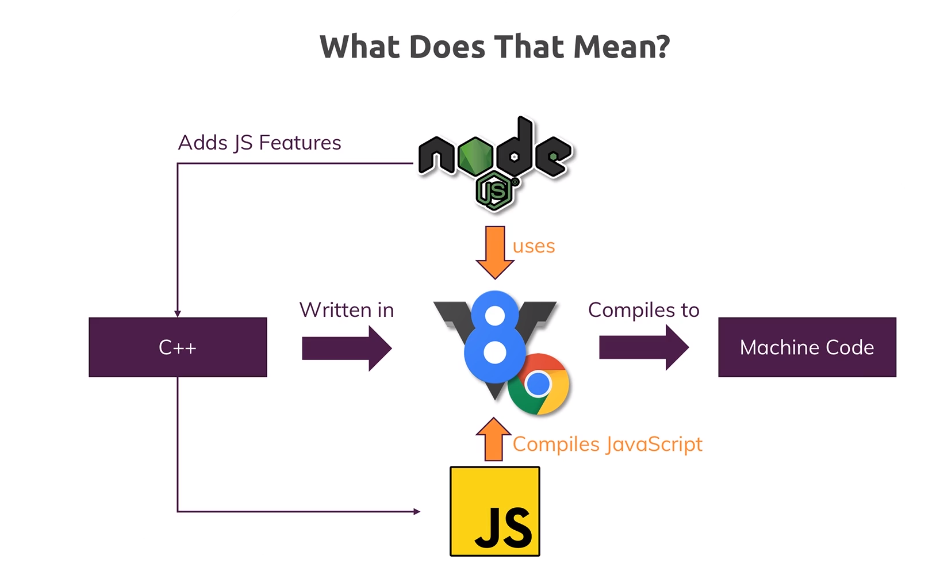 What Does That Mean?
Adds JS Features
node
JS
uses
Written in
Compiles to
C++
8
Machine Code
Compiles JavaScript
JS